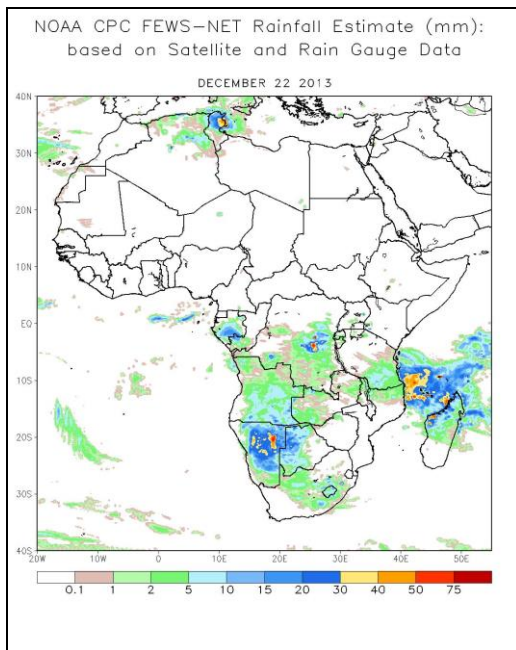 NOAA CPC FEWS-NET Rainfall Estimate (mm):
based on Satellite and Rain Gauge Data
DECEMBER 22 2013
40N
30N
20N
10N
EQ
10S
20S
30S
40S
20W 10W 0 10E 20E 30E 40E 50E
0.1 1 2 5 10 15 20 30 40 50 75